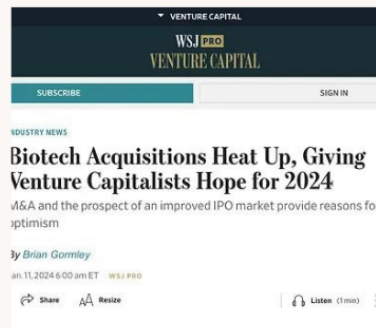 VENTURE CAPITAL
WSJ PRO
VENTURE CAPITAL
SUBSCRIBE SIGN IN
NDUSTRY NEWS
Biotech Acquisitions Heat Up, Giving
Venture Capitalists Hope for 2024
M&A and the prospect of an improved IPO market provide reasons fo
optimism
By Brian Gormley
an. 11, 2024 6:00 am ET WSJ PRO
Share AA Resize Listen (1 min)